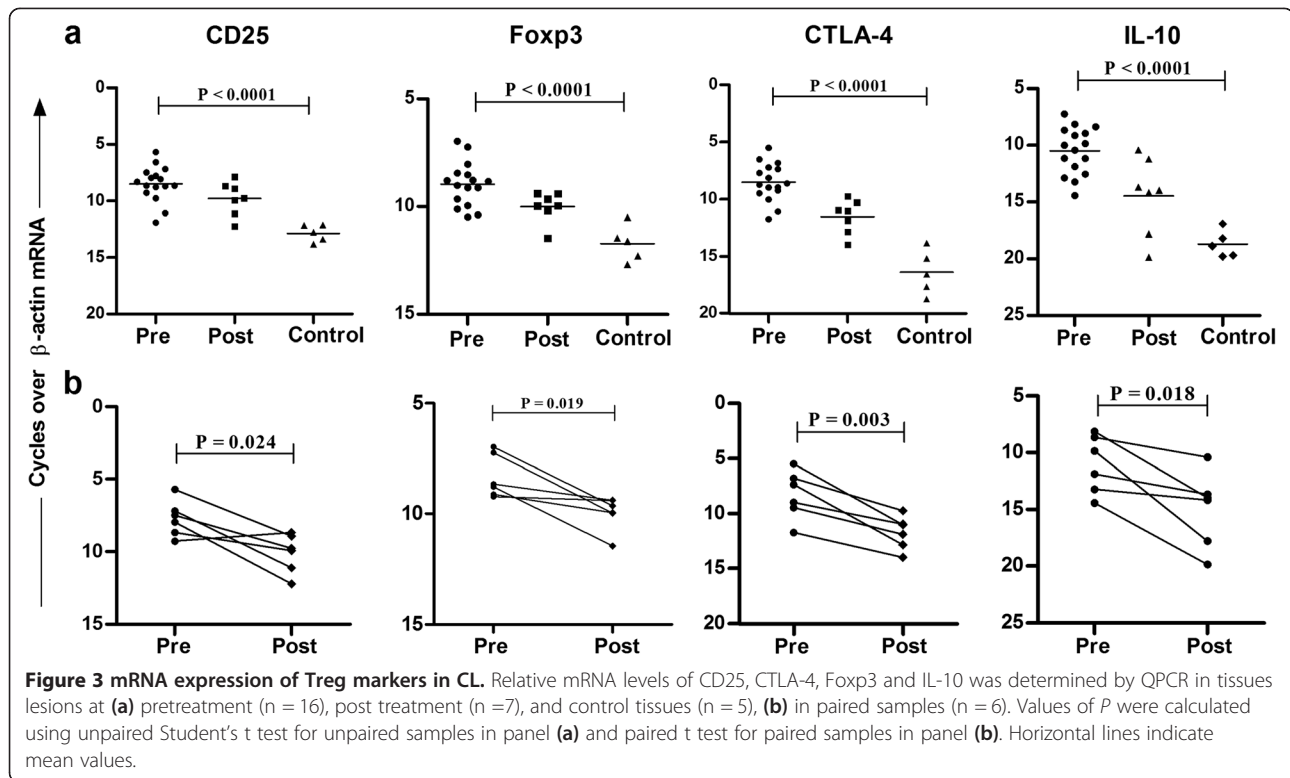 a
CD25 Foxp3 CTLA-4 IL-10
Cycles over β-actin mRNA
P < 0.0001
0
5
10
15
20
Pre Post Control
P < 0.0001
5
10
15
Pre Post Control
P < 0.0001
0
5
10
15
20
Pre Post Control
P < 0.0001
5
10
15
20
25
Pre Post Control
b
P = 0.024
0
5
10
15
Pre Post
P = 0.019
5
10
15
Pre Post
P = 0.003
0
5
10
15
20
Pre Post
P = 0.018
5
10
15
20
25
Pre Post
Figure 3 mRNA expression of Treg markers in CL. Relative mRNA levels of CD25, CTLA-4, Foxp3 and IL-10 was determined by QPCR in tissues
lesions at (a) pretreatment (n = 16), post treatment (n =7), and control tissues (n = 5), (b) in paired samples (n = 6). Values of P were calculated
using unpaired Student's t test for unpaired samples in panel (a) and paired t test for paired samples in panel (b). Horizontal lines indicate
mean values.